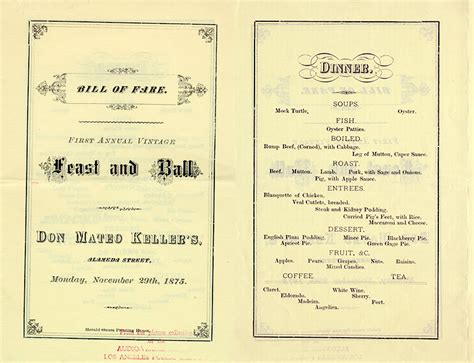 BILL OF FARE.
FIRST ANNUAL VINTAGE
Feast and Ball
DON MATEO KELLER'S,
ALAMEDA STREET,
Monday, November 29th, 1875.
Herald Steam Printing House.
LOS ANGELES
DINNER.
SOUPS.
Mock Turtle, Oyster.
FISH.
Oyster Patties.
BOILED.
Rump Beef, (Corned), with Cabbage.
Leg of Mutton, Caper Sauce.
ROAST.
Beef. Mutton. Lamb. Pork, with Sage and Onions.
Pig, with Apple Sauce.
ENTREES.
Blanquette of Chicken.
Veal Cutlets, breaded.
Steak and Kidney Pudding.
Curried Pig's Feet, with Rice.
Maccaroni and Cheese.
DESSERT.
English Plum Pudding. Mince Pie. Blackberry Pie.
Apricot Pie. Green Gage Pie.
FRUIT, &C.
Apples. Pears. Grapes. Nuts. Raisins.
Mixed Candies.
COFFEE TEA.
Claret. White Wine.
Eldorado. Sherry.
Madeira. Port.
Angelica.